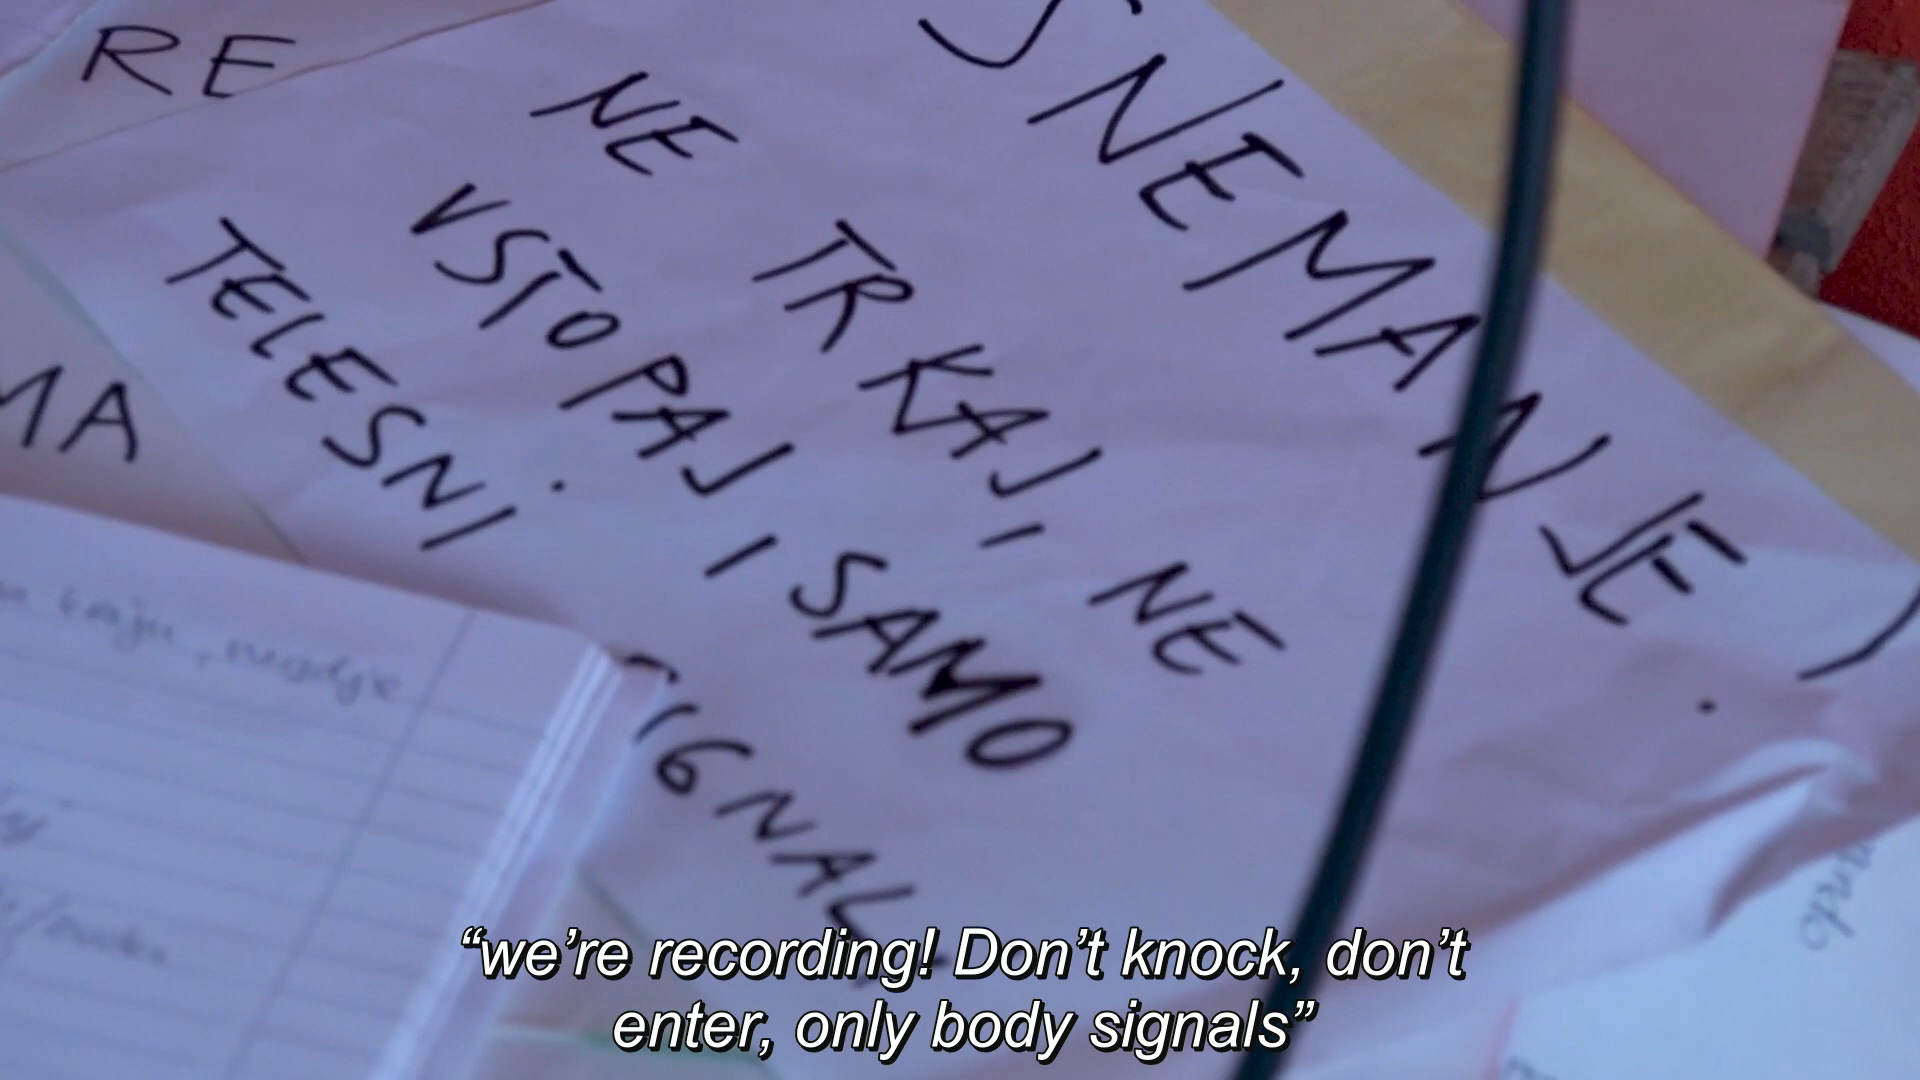 RE
SNEMANJE!
NE TRKAJ, NE
VSTOPAJ, SAMO
TELESNI SIGNALI
MA
“we’re recording! Don’t knock, don’t
enter, only body signals”